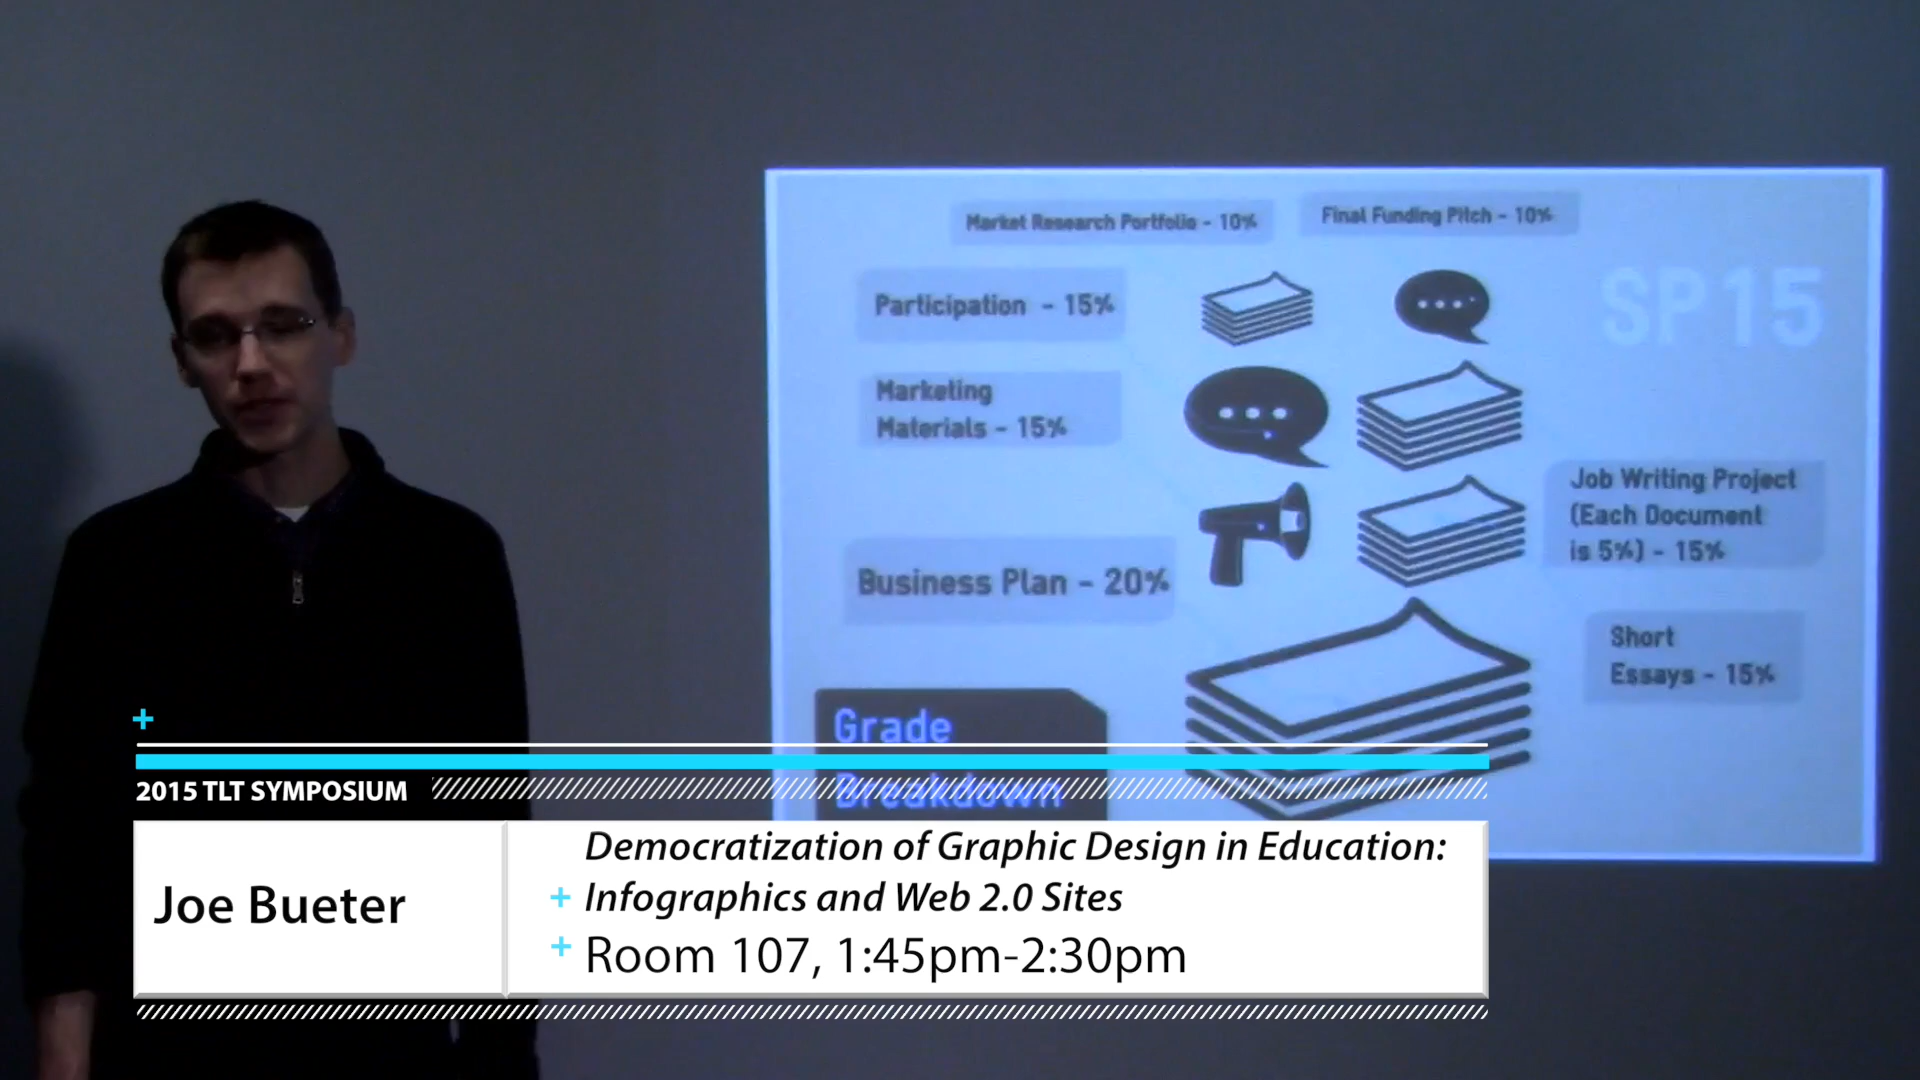 Market Research Portfolio - 10%
Final Funding Pitch - 10%
Participation - 15%
SP 15
Marketing
Materials - 15%
Job Writing Project
(Each Document
is 5%) - 15%
Business Plan - 20%
Short
Essays - 15%
Grade
Breakdown
2015 TLT SYMPOSIUM
Joe Bueter
Democratization of Graphic Design in Education:
+ Infographics and Web 2.0 Sites
+ Room 107, 1:45pm-2:30pm